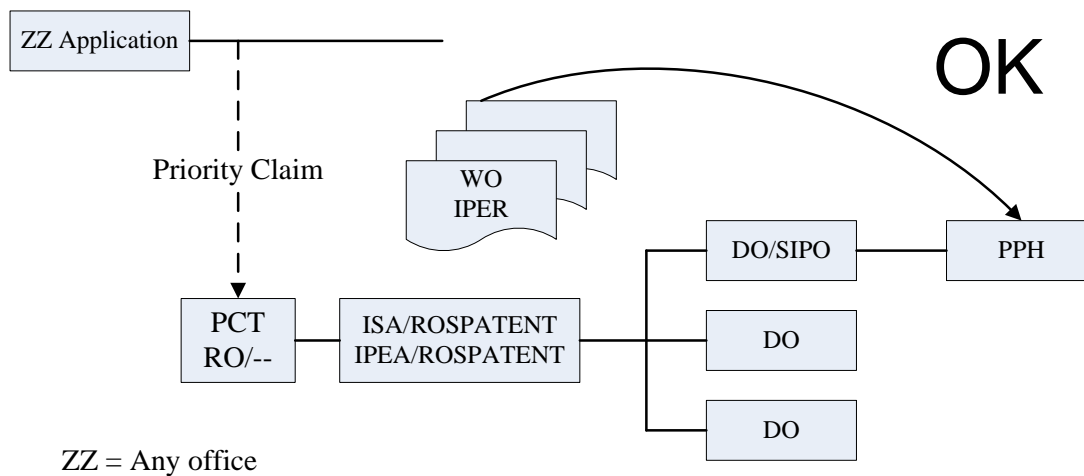 ZZ Application
OK
Priority Claim
WO
IPER
DO/SIPO
PPH
PCT
RO/--
ISA/ROSPATENT
IPEA/ROSPATENT
DO
DO
ZZ = Any office